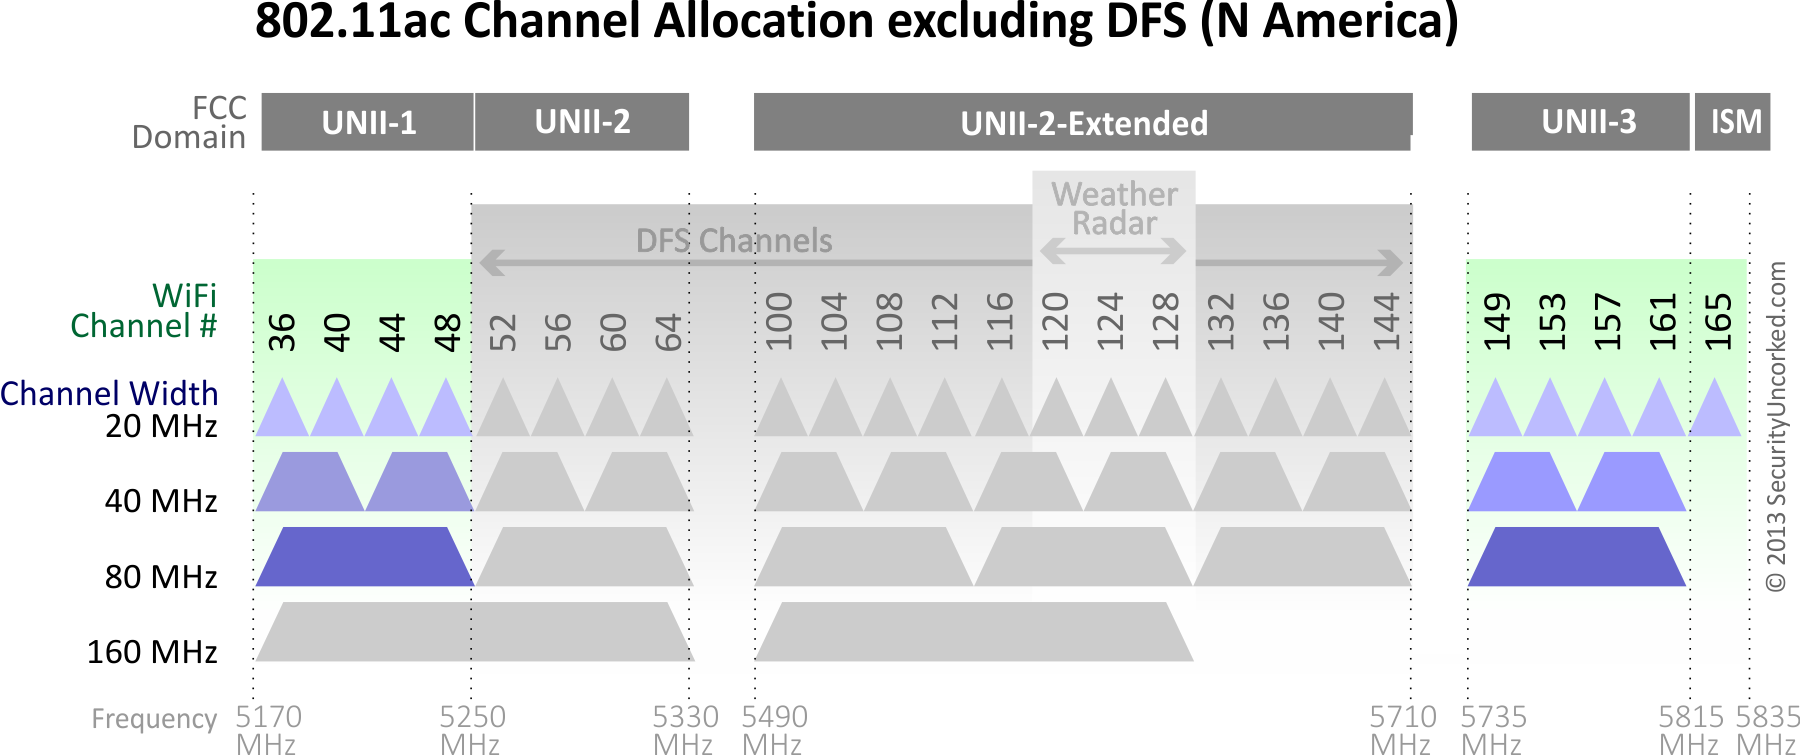 802.11ac Channel Allocation excluding DFS (N America)
FCC
Domain
UNII-1
UNII-2
UNII-2-Extended
UNII-3
ISM
Weather
Radar
DFS Channels
WiFi
Channel #
36 40 44 48 52 56 60 64 100 104 108 112 116 120 124 128 132 136 140 144 149 153 157 161 165
Channel Width
20 MHz
40 MHz
80 MHz
160 MHz
Frequency
5170 MHz
5250 MHz
5330 MHz
5490 MHz
5710 MHz
5735 MHz
5815 MHz
5835 MHz
© 2013 SecurityUncorked.com